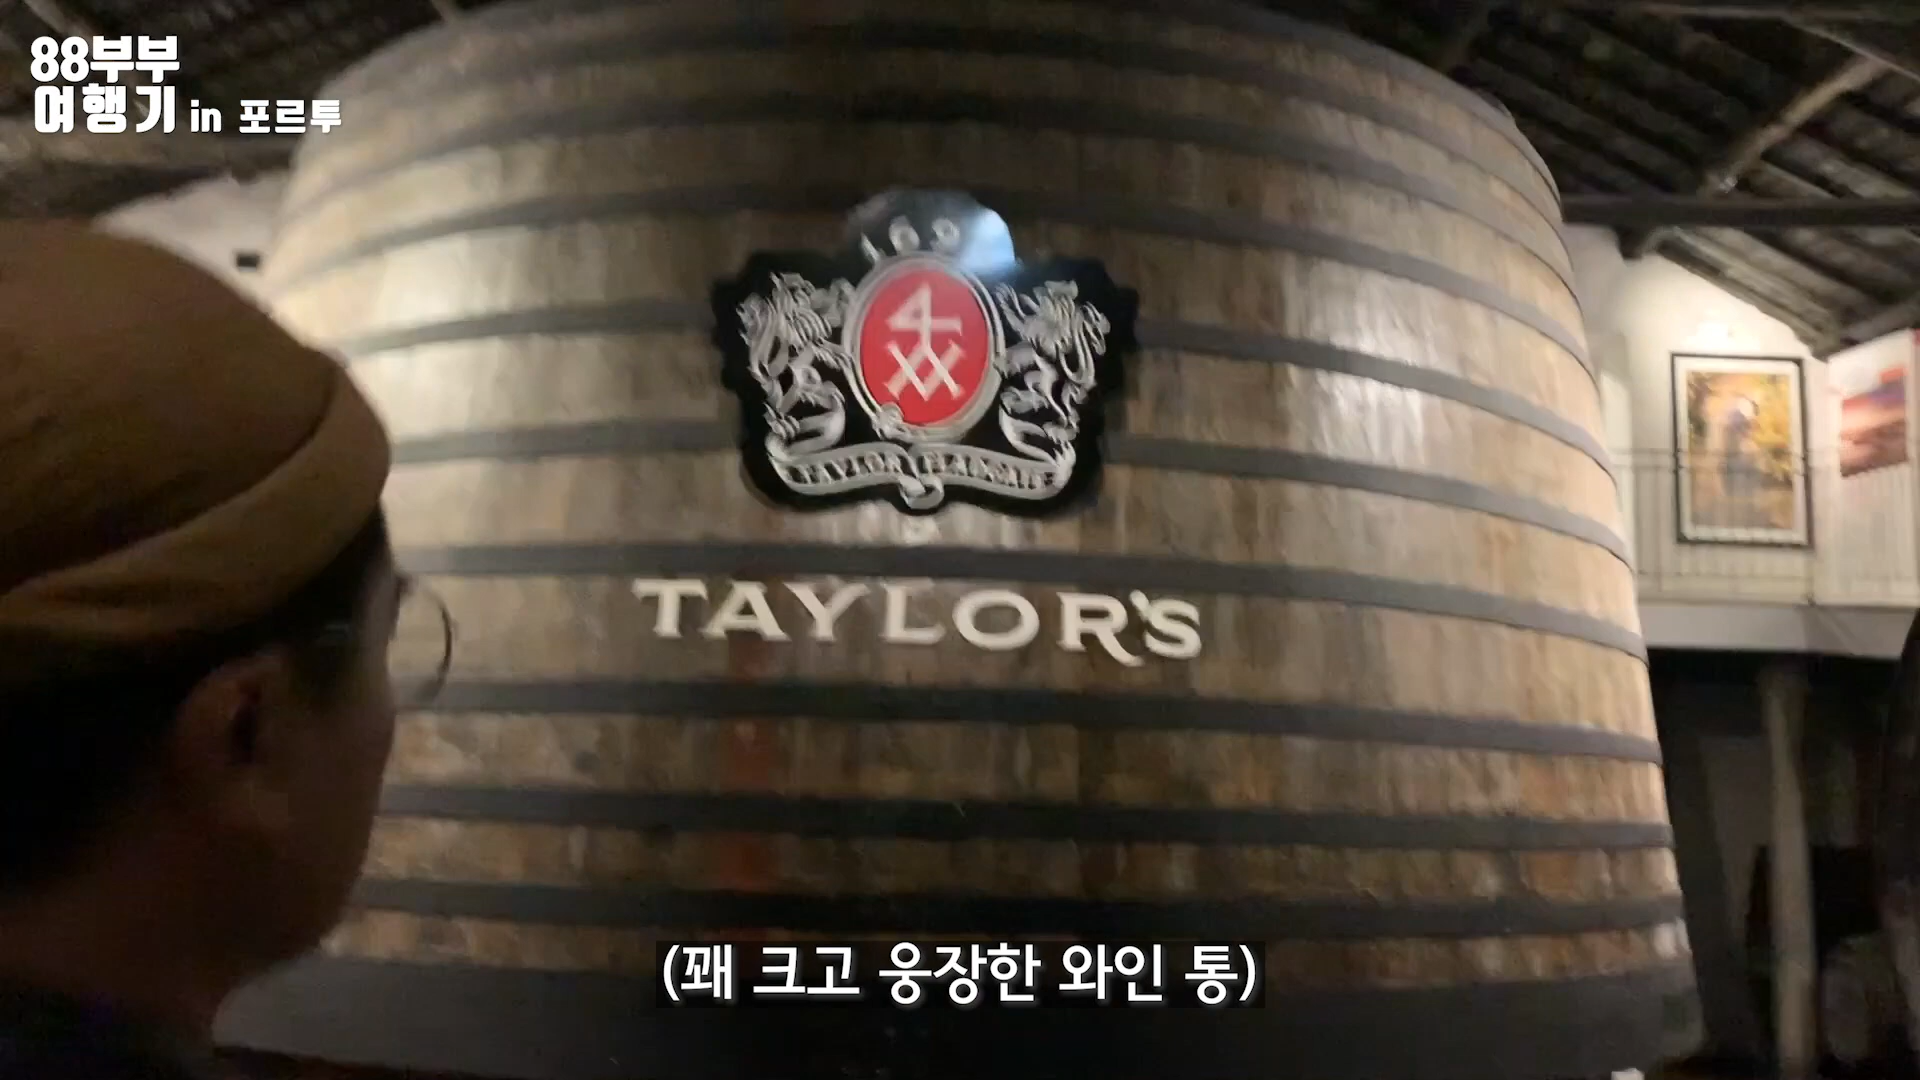 88부부
여행기 in 포르투
TAYLOR'S
(꽤 크고 웅장한 와인 통)